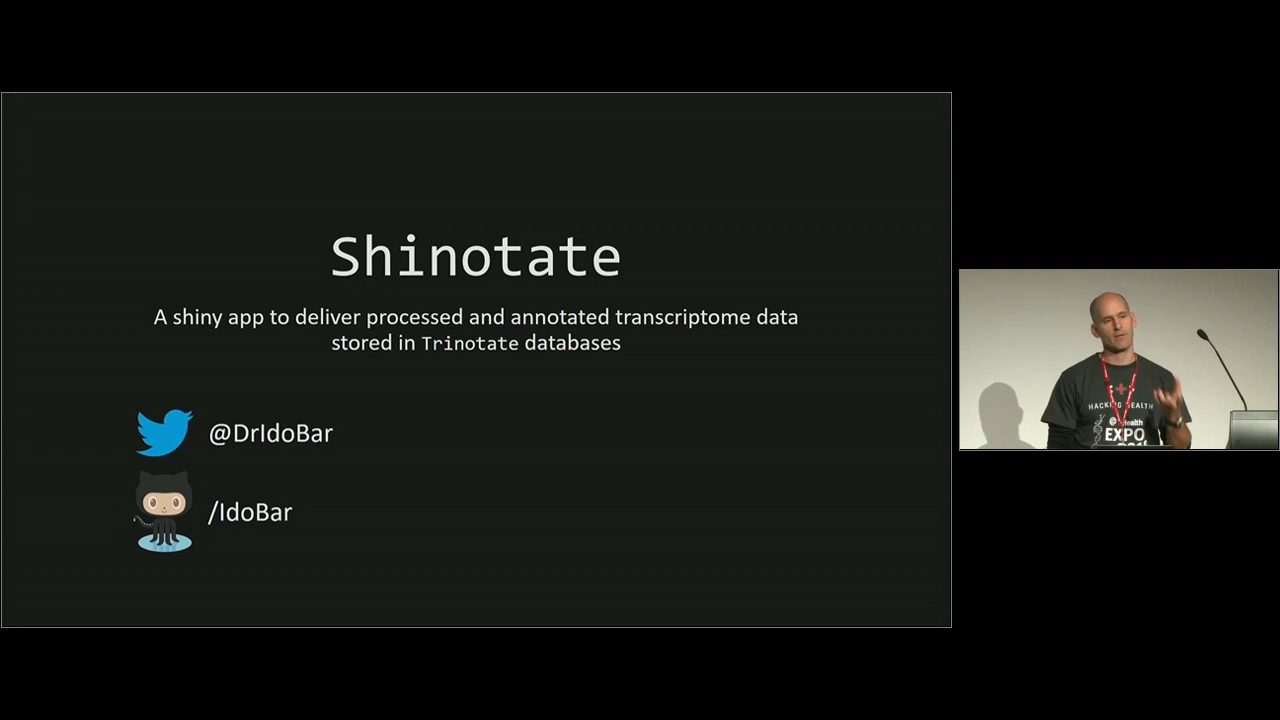 Shinotate
A shiny app to deliver processed and annotated transcriptome data
stored in Trinotate databases
@DrIdoBar
/IdoBar
HACKING HEALTH
Health
EXPO